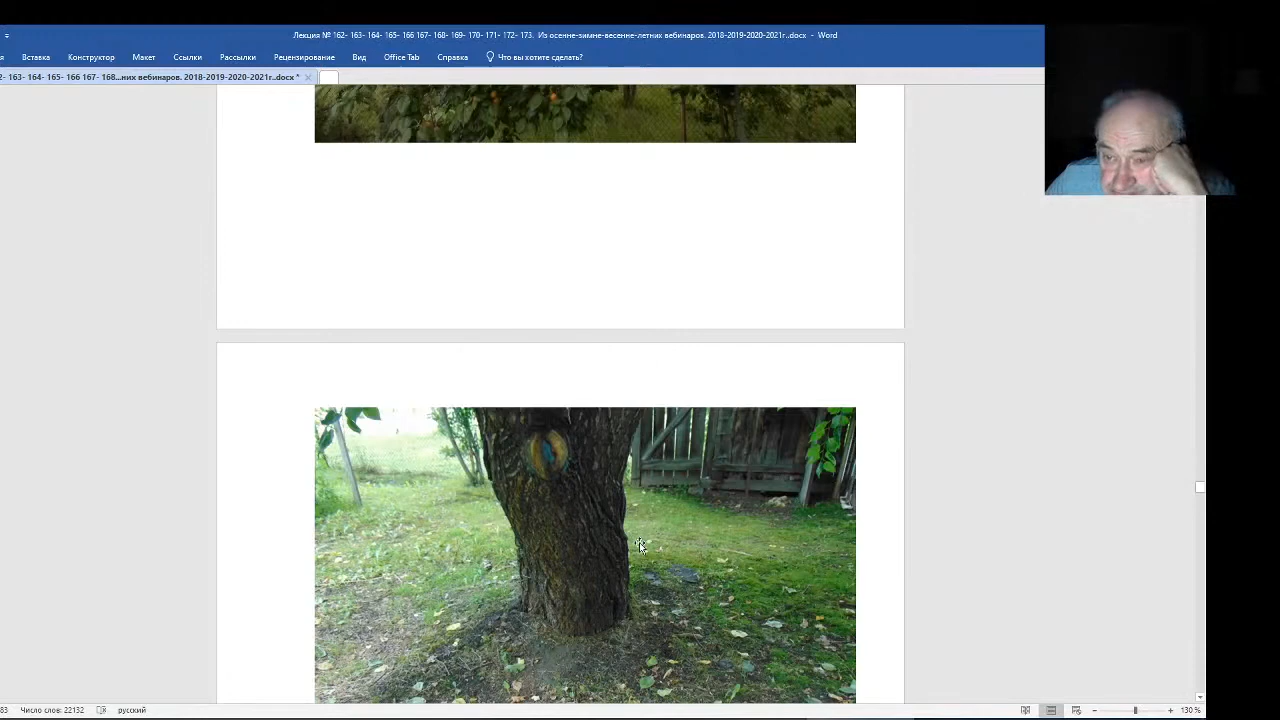 Лекция № 162- 163- 164- 165- 166 167- 168- 169- 170- 171- 172- 173. Из осенне-зимне-весенне-летних вебинаров. 2018-2019-2020-2021г..docx - Word
Вставка Конструктор Макет Ссылки Рассылки Рецензирование Вид Office Tab Справка Что вы хотите сделать?
2- 163- 164- 165- 166 167- 168...них вебинаров. 2018-2019-2020-2021г..docx *
83 Число слов: 22132 русский 130 %